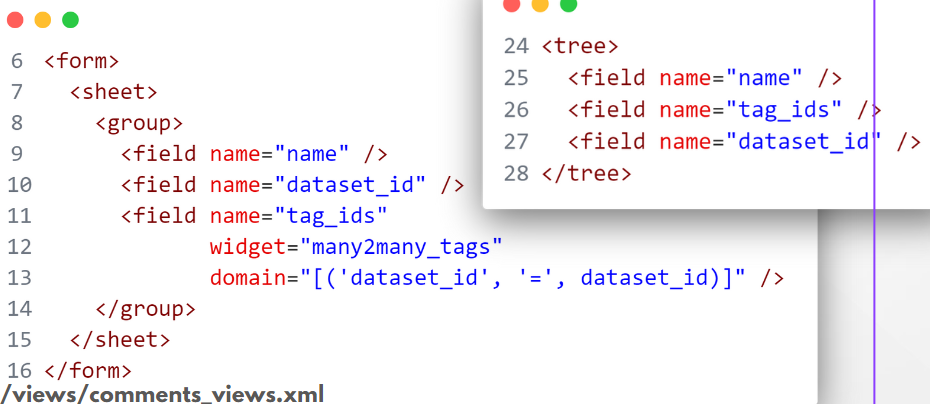 6 <form>
7   <sheet>
8     <group>
9       <field name="name" />
10       <field name="dataset_id" />
11       <field name="tag_ids"
12              widget="many2many_tags"
13              domain="[('dataset_id', '=', dataset_id)]" />
14     </group>
15   </sheet>
16 </form>
/views/comments_views.xml
24 <tree>
25   <field name="name" />
26   <field name="tag_ids" />
27   <field name="dataset_id" />
28 </tree>